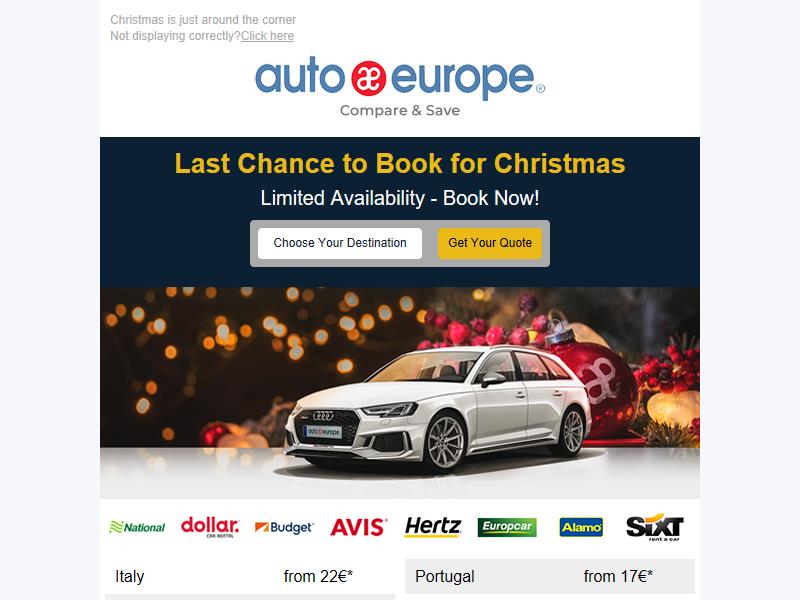 Christmas is just around the corner
Not displaying correctly?Click here
auto æ europe®
Compare & Save
Last Chance to Book for Christmas
Limited Availability - Book Now!
Choose Your Destination
Get Your Quote
æ
auto europe
National
dollar.
CAR RENTAL
Budget
AVIS
Hertz
Europcar
Alamo
SIXT
rent a car
Italy from 22€*
Portugal from 17€*